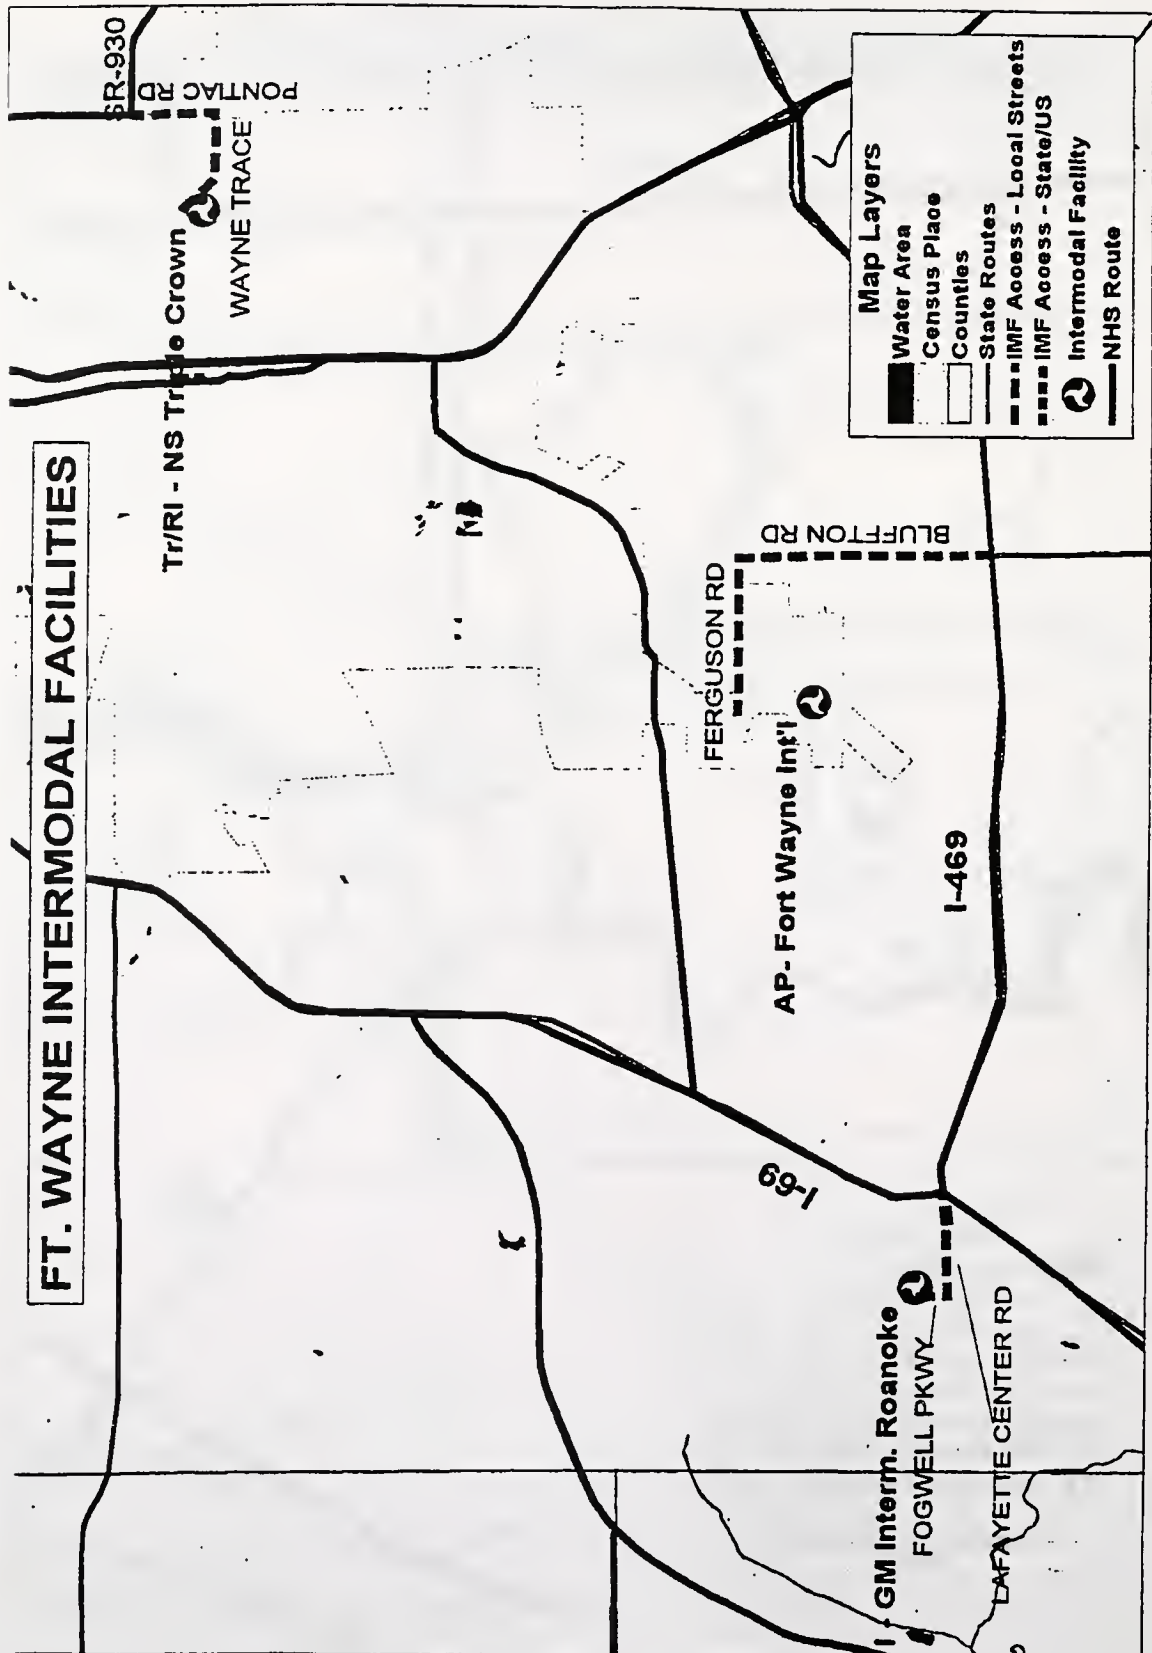 FT. WAYNE INTERMODAL FACILITIES
SR-930
PONTIAC RD
WAYNE TRACE
Tr/RI - NS Triple Crown
FERGUSON RD
BLUFFTON RD
AP- Fort Wayne Int'l
I-469
I-69
GM Interm. Roanoke
FOGWELL PKWY
LAFAYETTE CENTER RD
Map Layers
Water Area
Census Place
Counties
State Routes
IMF Access - Local Streets
IMF Access - State/US
Intermodal Facility
NHS Route